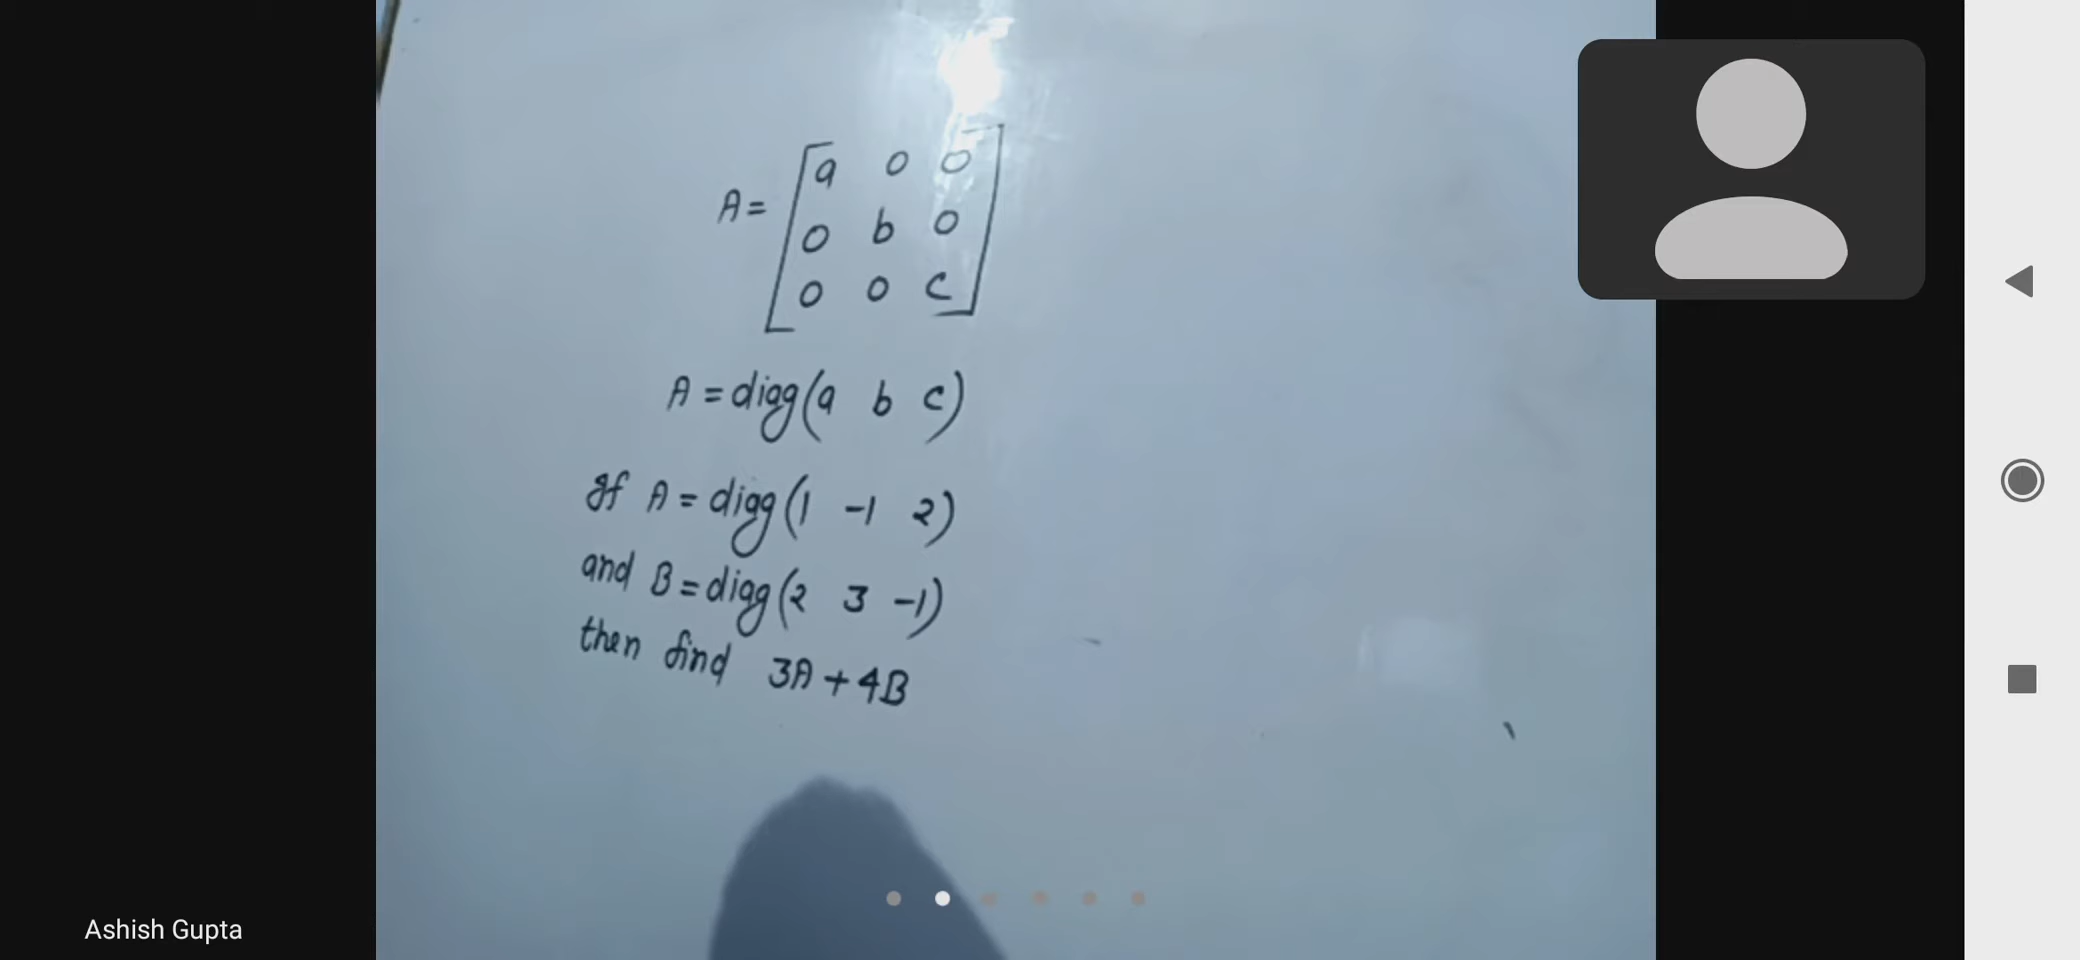 A = [a 0 0
0 b 0
0 0 c]
A = diag(a b c)
If A = diag(1 -1 2)
and B = diag(2 3 -1)
then find 3A + 4B
Ashish Gupta